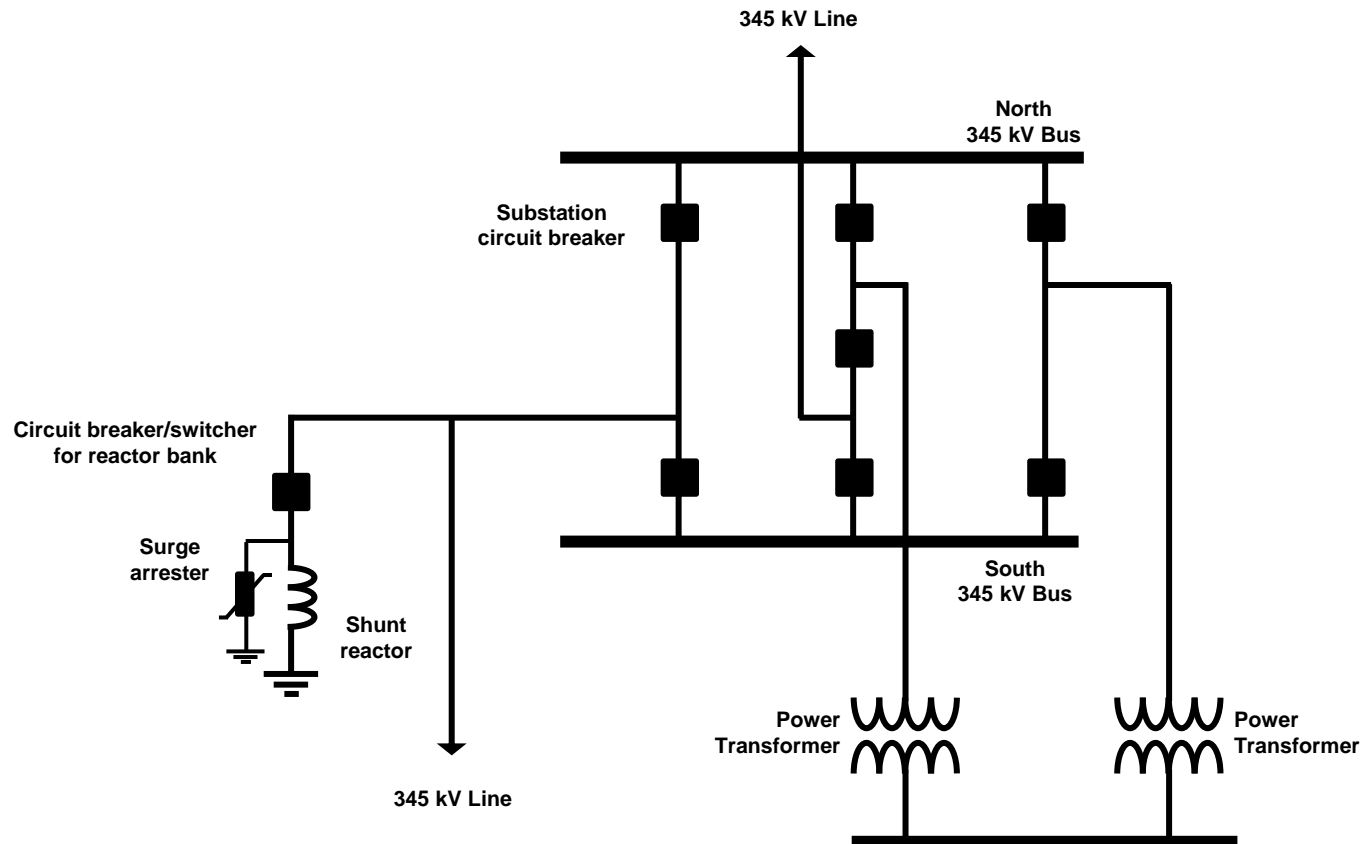 345 kV Line
North
345 kV Bus
Substation
circuit breaker
Circuit breaker/switcher
for reactor bank
Surge
arrester
Shunt
reactor
South
345 kV Bus
Power
Transformer
Power
Transformer
345 kV Line